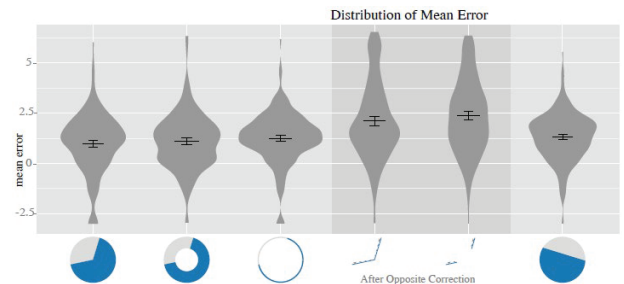 Distribution of Mean Error
mean error
5
2.5
0
-2.5
After Opposite Correction